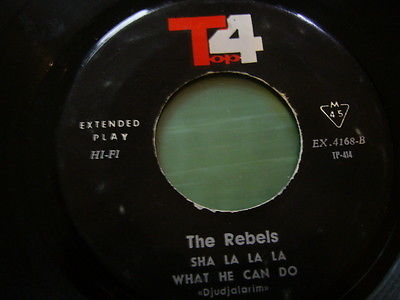 T4
Top
EXTENDED
PLAY
HI-FI
M
45
EX.4168-B
TP-414
The Rebels
SHA LA LA LA
WHAT HE CAN DO
«Djudjalarim»